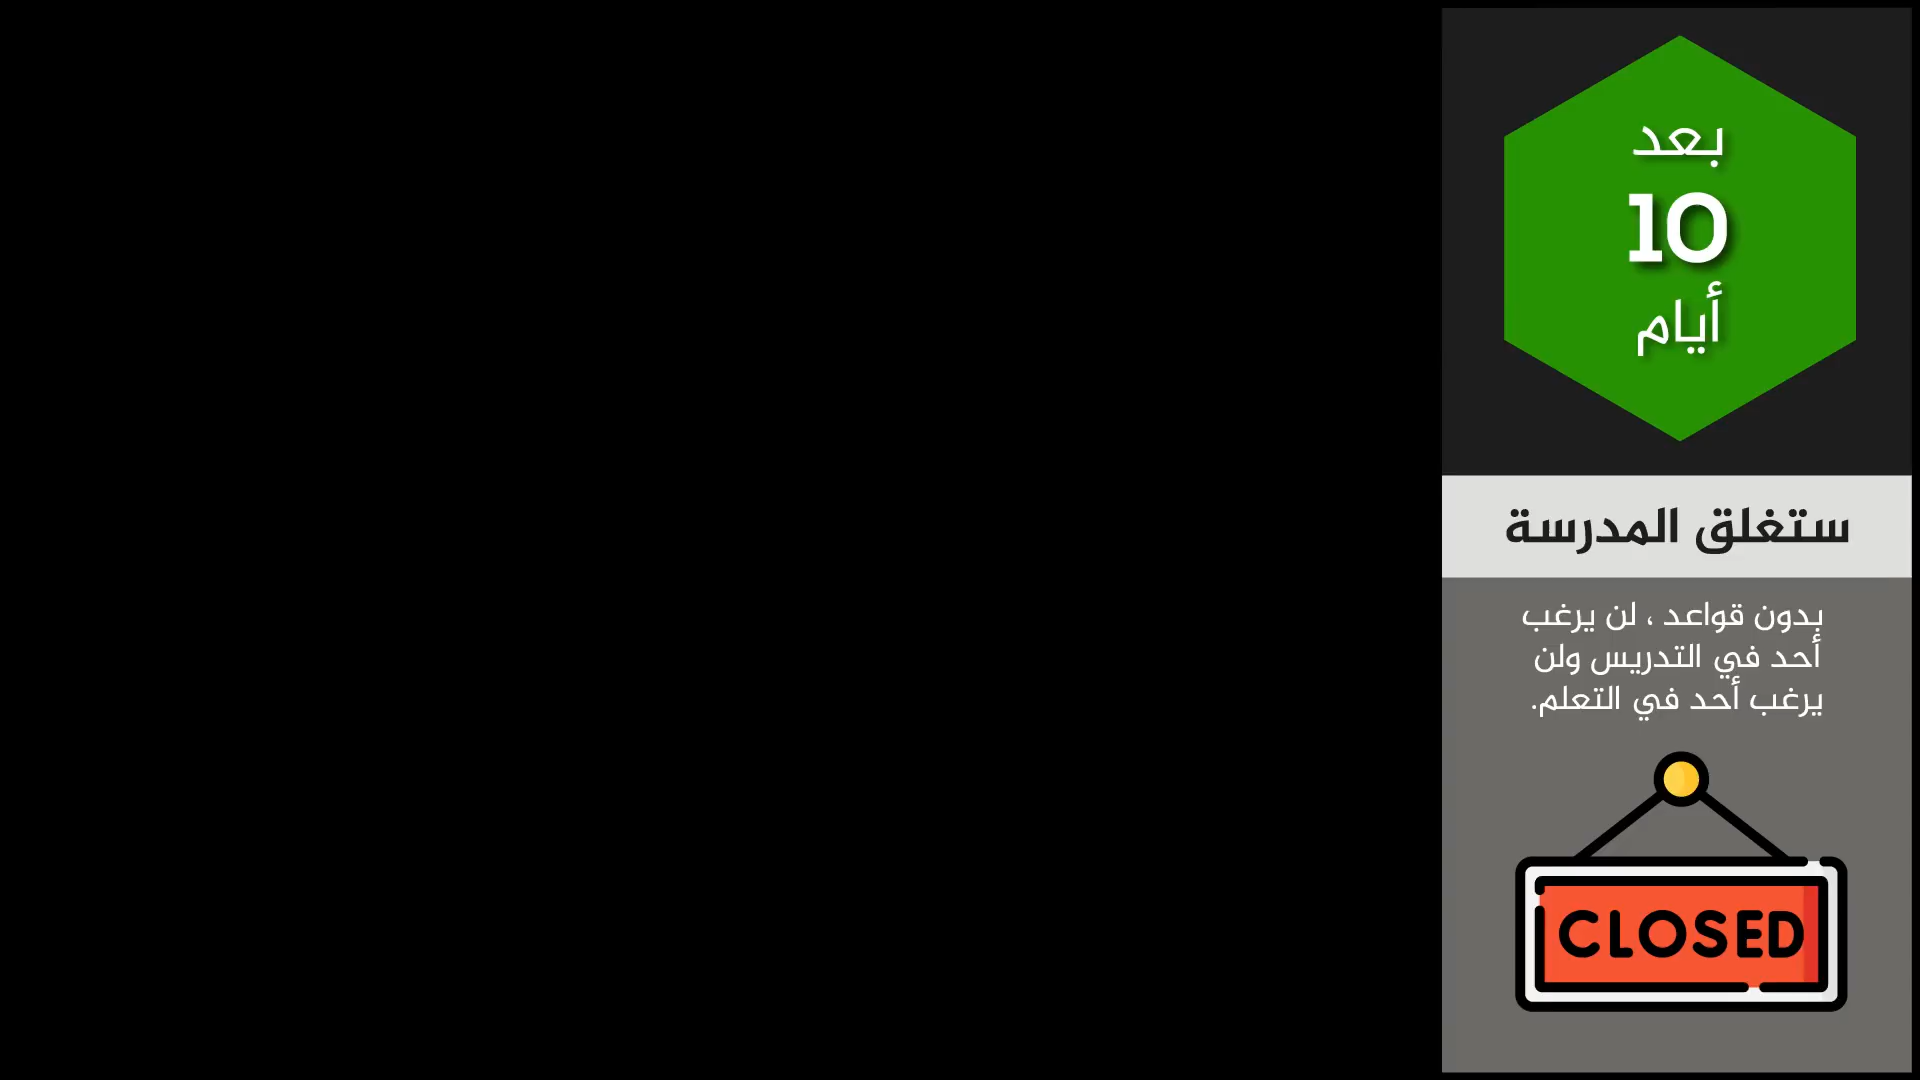 بعد
10
أيام
ستغلق المدرسة
بدون قواعد ، لن يرغب
أحد في التدريس ولن
يرغب أحد في التعلم.
CLOSED